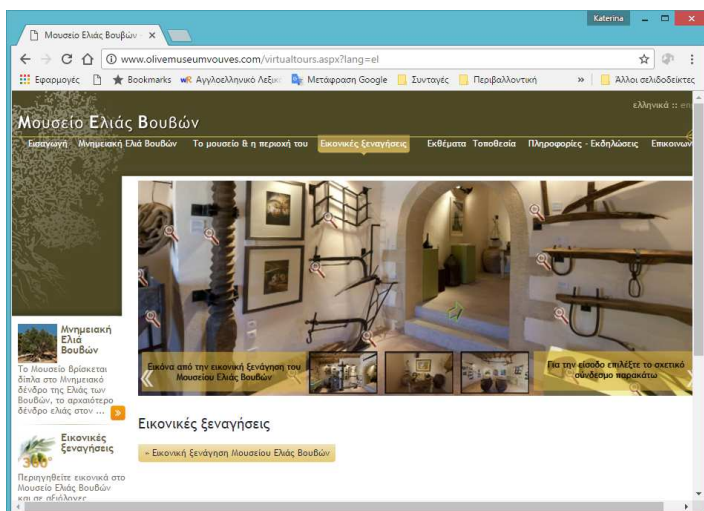 Katerina
Μουσείο Ελιάς Βουβών
www.olivemuseumvouves.com/virtualtours.aspx?lang=el
Εφαρμογές Bookmarks Αγγλοελληνικό Μετάφραση Google Συνταγές Περιβαλλοντική » Άλλοι σελιδοδείκτες
ελληνικά ::
Μουσείο Ελιάς Βουβών
Εισαγωγή Μνημειακή Ελιά Βουβών Το μουσείο & η περιοχή του Εικονικές ξεναγήσεις Εκθέματα Τοποθεσία Πληροφορίες - Εκδηλώσεις Επικοινων
Εικόνα από την εικονική ξενάγηση του
Μουσείου Ελιάς Βουβών
Για την είσοδο επιλέξτε το σχετικό
σύνδεσμο παρακάτω
Μνημειακή
Ελιά
Βουβών
Το Μουσείο βρίσκεται
δίπλα στο Μνημειακό
δένδρο της Ελιάς των
Βουβών, το αρχαιότερο
δένδρο ελιάς στον ...
Εικονικές
ξεναγήσεις
360°
Περιηγηθείτε εικονικά στο
Μουσείο Ελιάς Βουβών
και σε αξιόλογες
Εικονικές ξεναγήσεις
» Εικονική ξενάγηση Μουσείου Ελιάς Βουβών